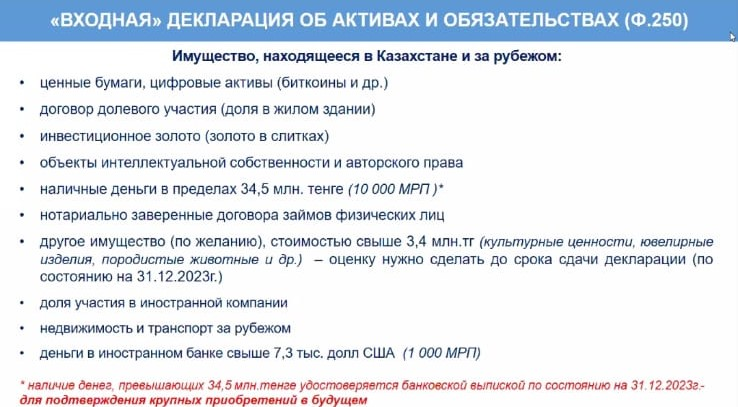 «ВХОДНАЯ» ДЕКЛАРАЦИЯ ОБ АКТИВАХ И ОБЯЗАТЕЛЬСТВАХ (Ф.250)
Имущество, находящееся в Казахстане и за рубежом:
• ценные бумаги, цифровые активы (биткоины и др.)
• договор долевого участия (доля в жилом здании)
• инвестиционное золото (золото в слитках)
• объекты интеллектуальной собственности и авторского права
• наличные деньги в пределах 34,5 млн. тенге (10 000 МРП )*
• нотариально заверенные договора займов физических лиц
• другое имущество (по желанию), стоимостью свыше 3,4 млн.тг (культурные ценности, ювелирные
изделия, породистые животные и др.) – оценку нужно сделать до срока сдачи декларации (по
состоянию на 31.12.2023г.)
• доля участия в иностранной компании
• недвижимость и транспорт за рубежом
• деньги в иностранном банке свыше 7,3 тыс. долл США (1 000 МРП)
* наличие денег, превышающих 34,5 млн.тенге удостоверяется банковской выпиской по состоянию на 31.12.2023г.-
для подтверждения крупных приобретений в будущем